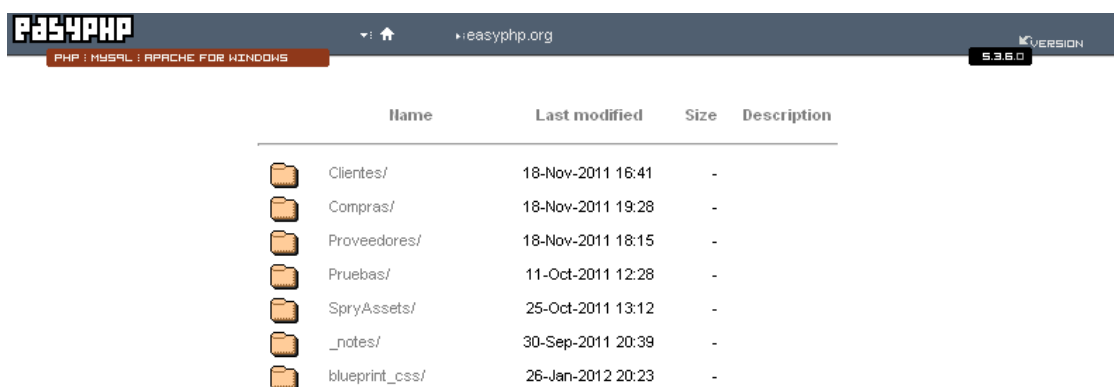 easyphp
easyphp.org
VERSION
PHP : MYSQL : APACHE FOR WINDOWS
5.3.6.0
Name Last modified Size Description
Clientes/ 18-Nov-2011 16:41 -
Compras/ 18-Nov-2011 19:28 -
Proveedores/ 18-Nov-2011 18:15 -
Pruebas/ 11-Oct-2011 12:28 -
SpryAssets/ 25-Oct-2011 13:12 -
_notes/ 30-Sep-2011 20:39 -
blueprint_css/ 26-Jan-2012 20:23 -